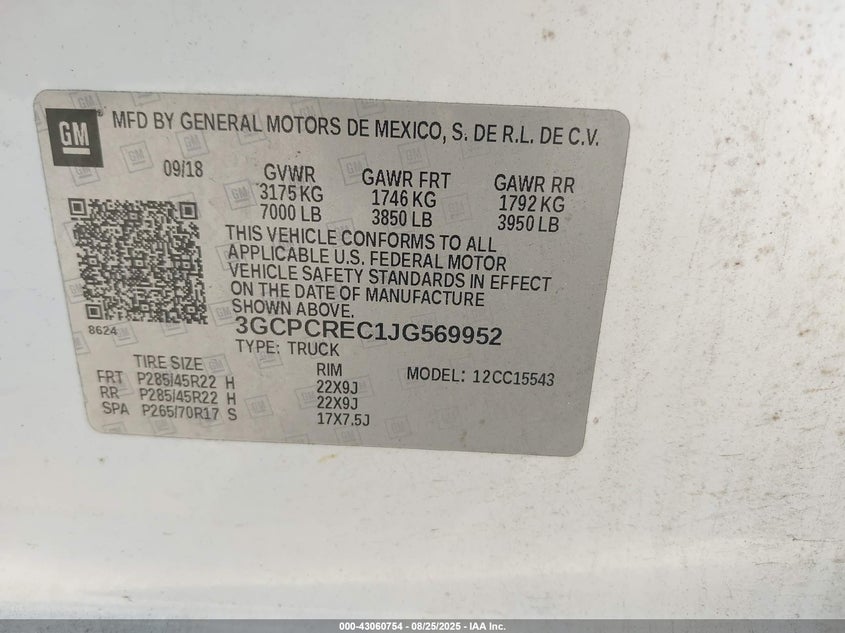 GM
MFD BY GENERAL MOTORS DE MEXICO, S. DE R.L. DE C.V.
09/18 GVWR GAWR FRT GAWR RR
3175 KG 1746 KG 1792 KG
7000 LB 3850 LB 3950 LB
THIS VEHICLE CONFORMS TO ALL
APPLICABLE U.S. FEDERAL MOTOR
VEHICLE SAFETY STANDARDS IN EFFECT
ON THE DATE OF MANUFACTURE
SHOWN ABOVE.
8624 3GCPCREC1JG569952
TYPE: TRUCK
TIRE SIZE RIM MODEL: 12CC15543
FRT P285/45R22 H 22X9J
RR P285/45R22 H 22X9J
SPA P265/70R17 S 17X7.5J
000-43060754 - 08/25/2025 - IAA Inc.